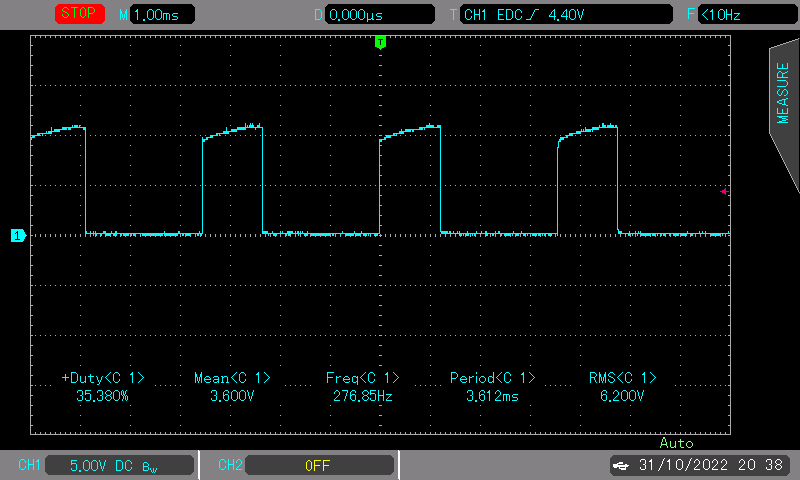 STOP M 1.00ms D 0.000μs T CH1 EDC 4.40V F <10Hz
T
MEASURE
1
+Duty<C 1> Mean<C 1> Freq<C 1> Period<C 1> RMS<C 1>
35.380% 3.600V 276.85Hz 3.612ms 6.200V
Auto
CH1 5.00V DC BW CH2 OFF 31/10/2022 20 38